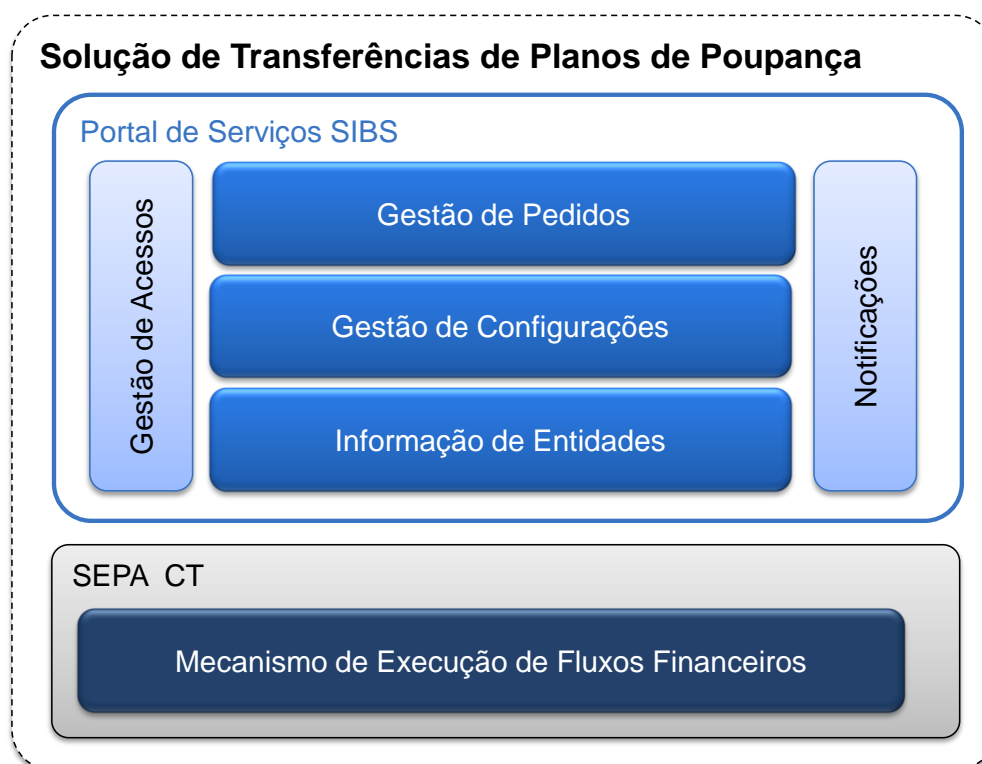 Solução de Transferências de Planos de Poupança
Portal de Serviços SIBS
Gestão de Acessos
Gestão de Pedidos
Gestão de Configurações
Informação de Entidades
Notificações
SEPA CT
Mecanismo de Execução de Fluxos Financeiros